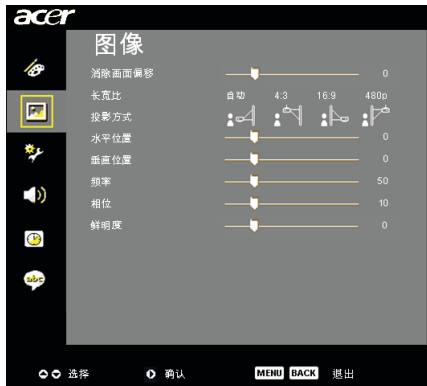 acer
图像
消除画面偏移 0
长宽比 自动 4:3 16:9 480p
投影方式
水平位置 0
垂直位置 0
频率 50
相位 10
鲜明度 0
abc
选择 确认 MENU BACK 退出